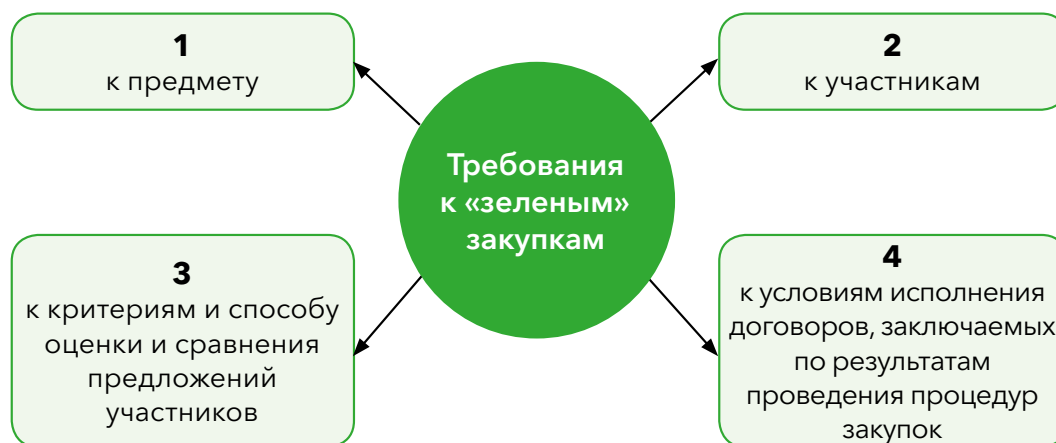 1
к предмету
2
к участникам
Требования
к «зеленым»
закупкам
3
к критериям и способу
оценки и сравнения
предложений
участников
4
к условиям исполнения
договоров, заключаемых
по результатам
проведения процедур
закупок